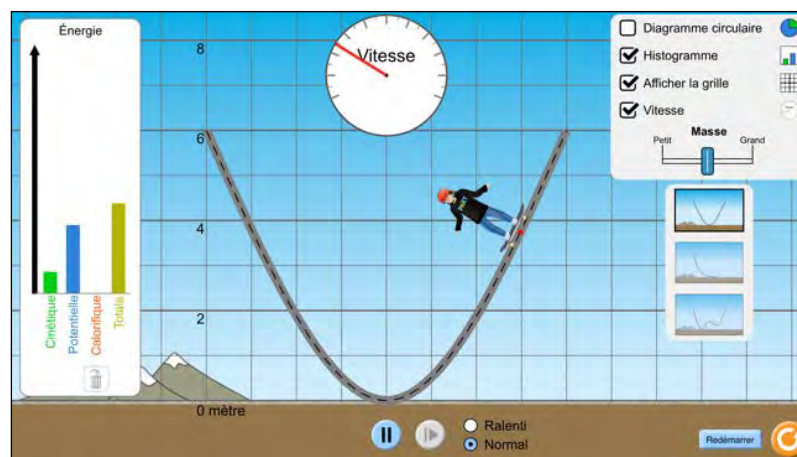 Énergie
Cinétique
Potentielle
Calorifique
Totale
8
6
4
2
0 mètre
Vitesse
Diagramme circulaire
Histogramme
Afficher la grille
Vitesse
Masse
Petit Grand
Ralenti
Normal
Redémarrer